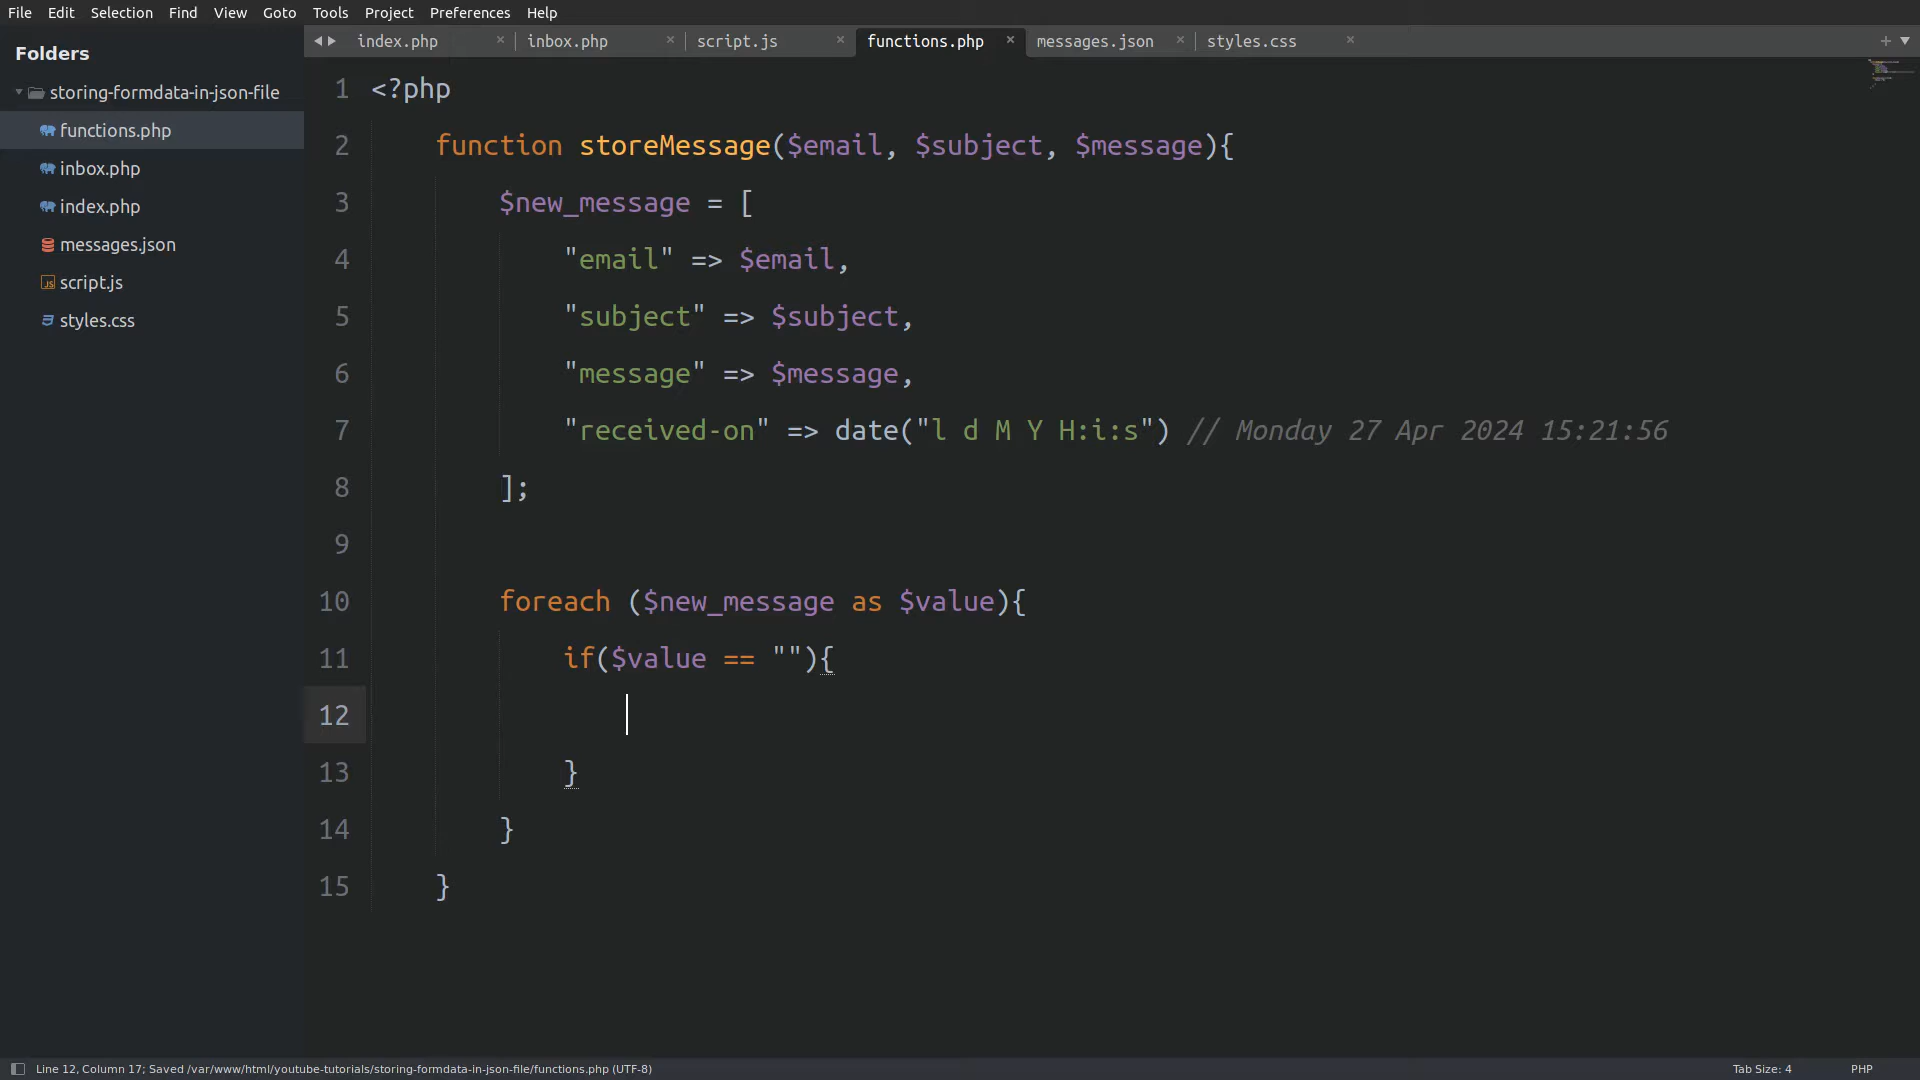 File Edit Selection Find View Goto Tools Project Preferences Help
Folders
storing-formdata-in-json-file
functions.php
inbox.php
index.php
messages.json
script.js
styles.css
index.php × inbox.php × script.js × functions.php × messages.json × styles.css ×
1 <?php
2 function storeMessage($email, $subject, $message){
3 $new_message = [
4 "email" => $email,
5 "subject" => $subject,
6 "message" => $message,
7 "received-on" => date("l d M Y H:i:s") // Monday 27 Apr 2024 15:21:56
8 ];
9
10 foreach ($new_message as $value){
11 if($value == ""){
12
13 }
14 }
15 }
Line 12, Column 17; Saved /var/www/html/youtube-tutorials/storing-formdata-in-json-file/functions.php (UTF-8) Tab Size: 4 PHP